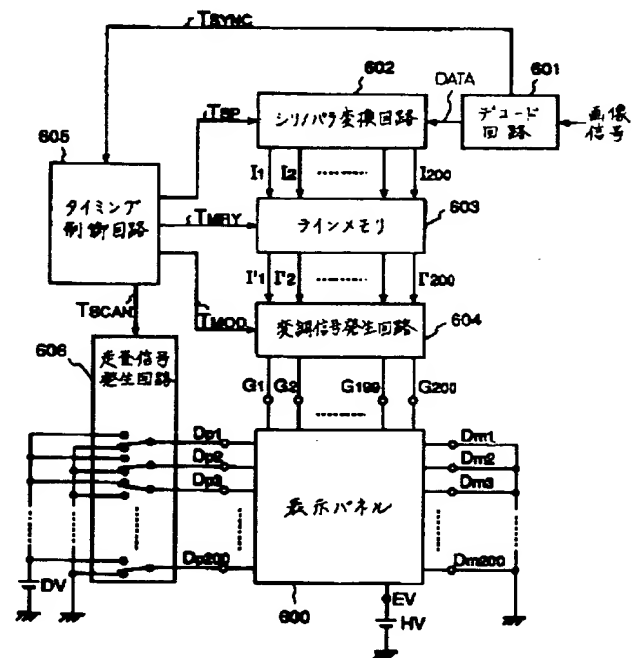 TSYNC
602
DATA
601
シリ/パラ変換回路
デコード
回路
画像
信号
605
TSP
I1 I2 I200
タイミング
制御回路
TMRY
ラインメモリ
603
I'1 I'2 I'200
TSCAN
TMOD
変調信号発生回路
604
606
走査信号
発生回路
G1 G2 G199 G200
Dp1
Dp2
Dp3
Dp200
表示パネル
Dm1
Dm2
Dm3
Dm200
DV
600
EV
HV